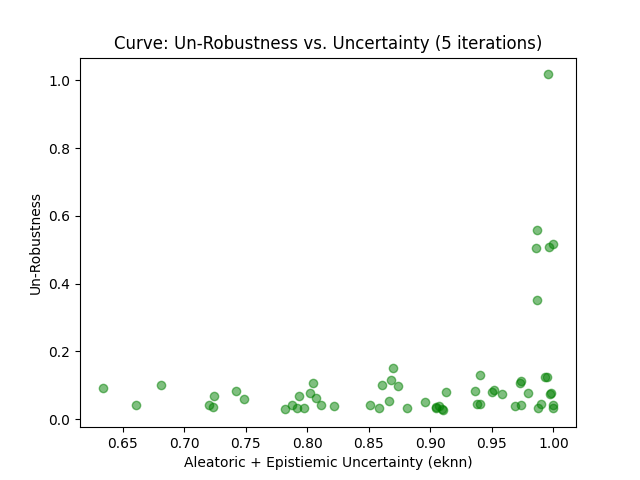 Curve: Un-Robustness vs. Uncertainty (5 iterations)
1.0
0.8
0.6
0.4
0.2
0.0
Un-Robustness
0.65 0.70 0.75 0.80 0.85 0.90 0.95 1.00
Aleatoric + Epistiemic Uncertainty (eknn)